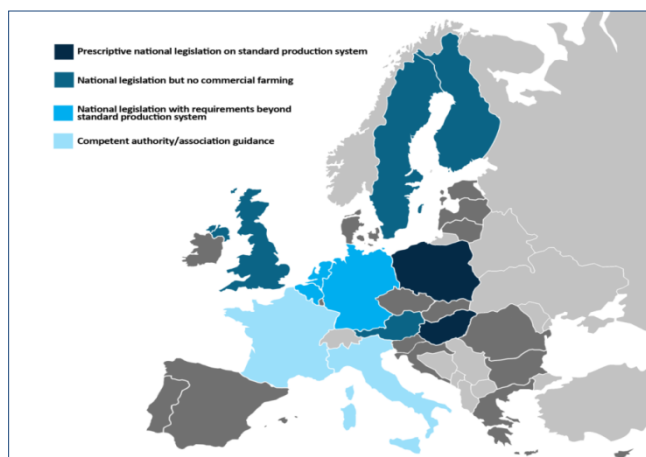 Prescriptive national legislation on standard production system
National legislation but no commercial farming
National legislation with requirements beyond
standard production system
Competent authority/association guidance